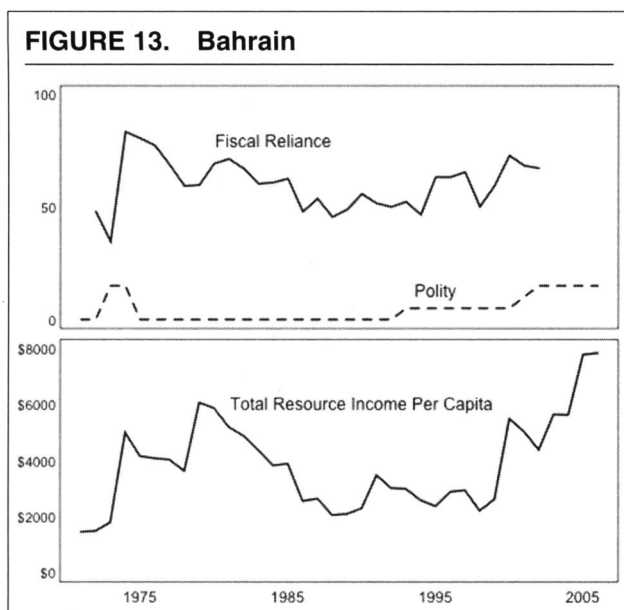 FIGURE 13. Bahrain
100
Fiscal Reliance
50
Polity
0
$8000
$6000
Total Resource Income Per Capita
$4000
$2000
$0
1975 1985 1995 2005